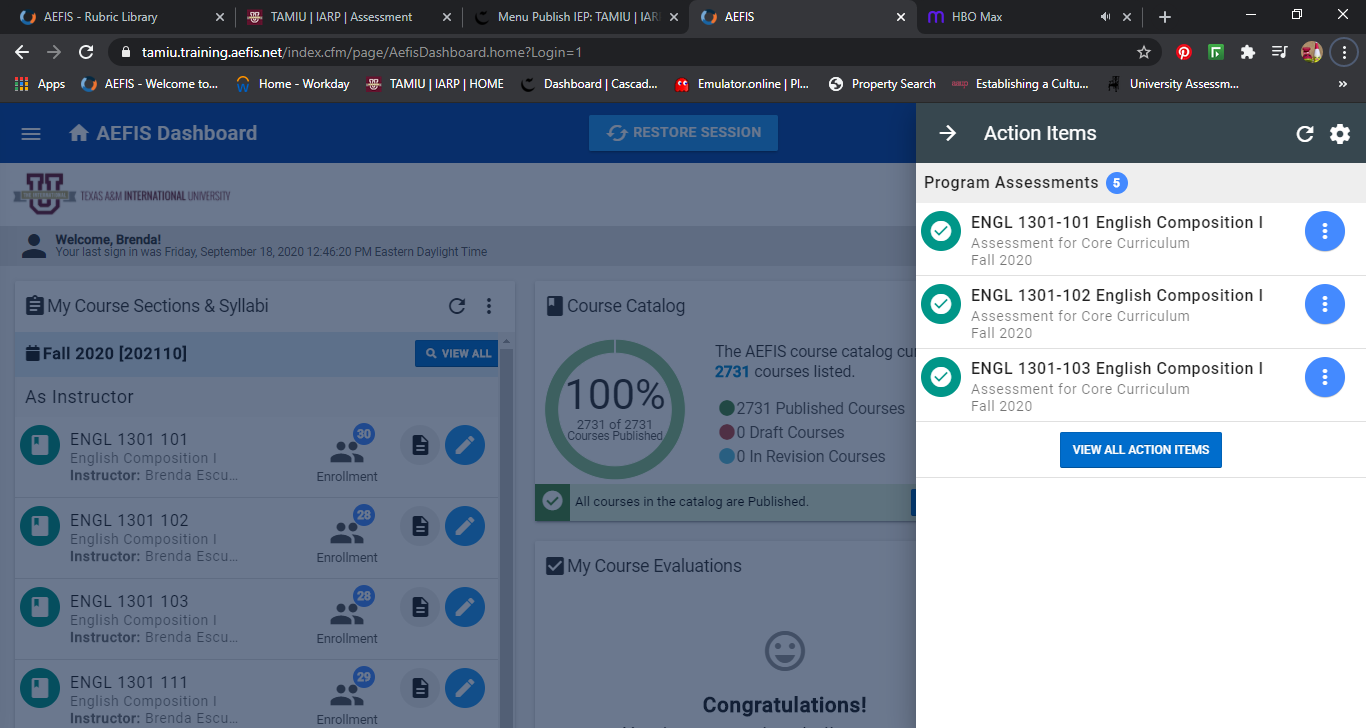 AEFIS - Rubric Library
TAMIU | IARP | Assessment
Menu Publish IEP: TAMIU | IAR
AEFIS
HBO Max
tamiu.training.aefis.net/index.cfm/page/AefisDashboard.home?Login=1
Apps
AEFIS - Welcome to...
Home - Workday
TAMIU | IARP | HOME
Dashboard | Cascad...
Emulator.online | Pl...
Property Search
Establishing a Cultu...
University Assessm...
»
AEFIS Dashboard
RESTORE SESSION
TEXAS A&M INTERNATIONAL UNIVERSITY
Welcome, Brenda!
Your last sign in was Friday, September 18, 2020 12:46:20 PM Eastern Daylight Time
My Course Sections & Syllabi
Fall 2020 [202110]
VIEW ALL
As Instructor
ENGL 1301 101
English Composition I
Instructor: Brenda Escu...
30
Enrollment
ENGL 1301 102
English Composition I
Instructor: Brenda Escu...
28
Enrollment
ENGL 1301 103
English Composition I
Instructor: Brenda Escu...
28
Enrollment
ENGL 1301 111
English Composition I
Instructor: Brenda Escu...
29
Enrollment
Course Catalog
100%
2731 of 2731
Courses Published
The AEFIS course catalog cu
2731 courses listed.
2731 Published Courses
0 Draft Courses
0 In Revision Courses
All courses in the catalog are Published.
My Course Evaluations
Congratulations!
Action Items
Program Assessments 5
ENGL 1301-101 English Composition I
Assessment for Core Curriculum
Fall 2020
ENGL 1301-102 English Composition I
Assessment for Core Curriculum
Fall 2020
ENGL 1301-103 English Composition I
Assessment for Core Curriculum
Fall 2020
VIEW ALL ACTION ITEMS